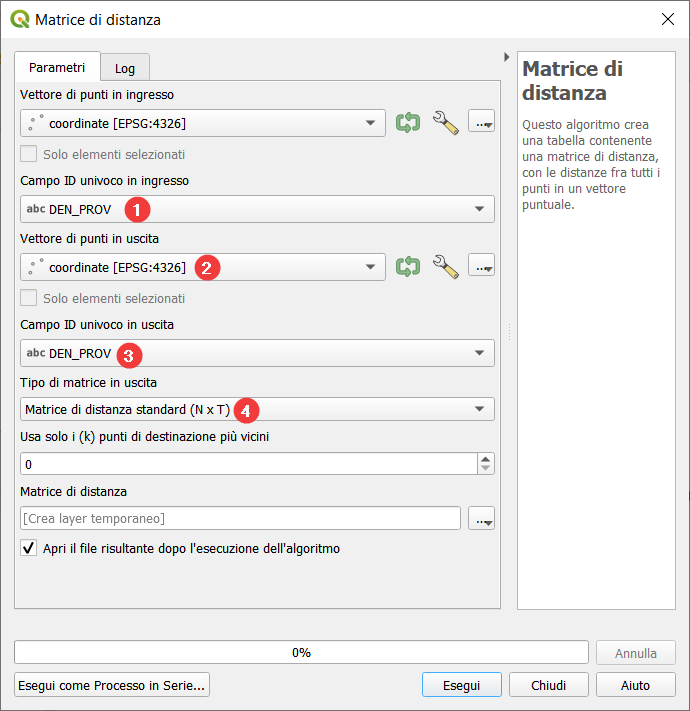 Matrice di distanza
Parametri
Log
Vettore di punti in ingresso
coordinate [EPSG:4326]
...
Solo elementi selezionati
Campo ID univoco in ingresso
abc DEN_PROV 1
Vettore di punti in uscita
coordinate [EPSG:4326] 2
...
Solo elementi selezionati
Campo ID univoco in uscita
abc DEN_PROV 3
Tipo di matrice in uscita
Matrice di distanza standard (N x T) 4
Usa solo i (k) punti di destinazione più vicini
0
Matrice di distanza
[Crea layer temporaneo]
...
Apri il file risultante dopo l'esecuzione dell'algoritmo
Matrice di
distanza
Questo algoritmo crea
una tabella contenente
una matrice di distanza,
con le distanze fra tutti i
punti in un vettore
puntuale.
0%
Annulla
Esegui come Processo in Serie...
Esegui
Chiudi
Aiuto